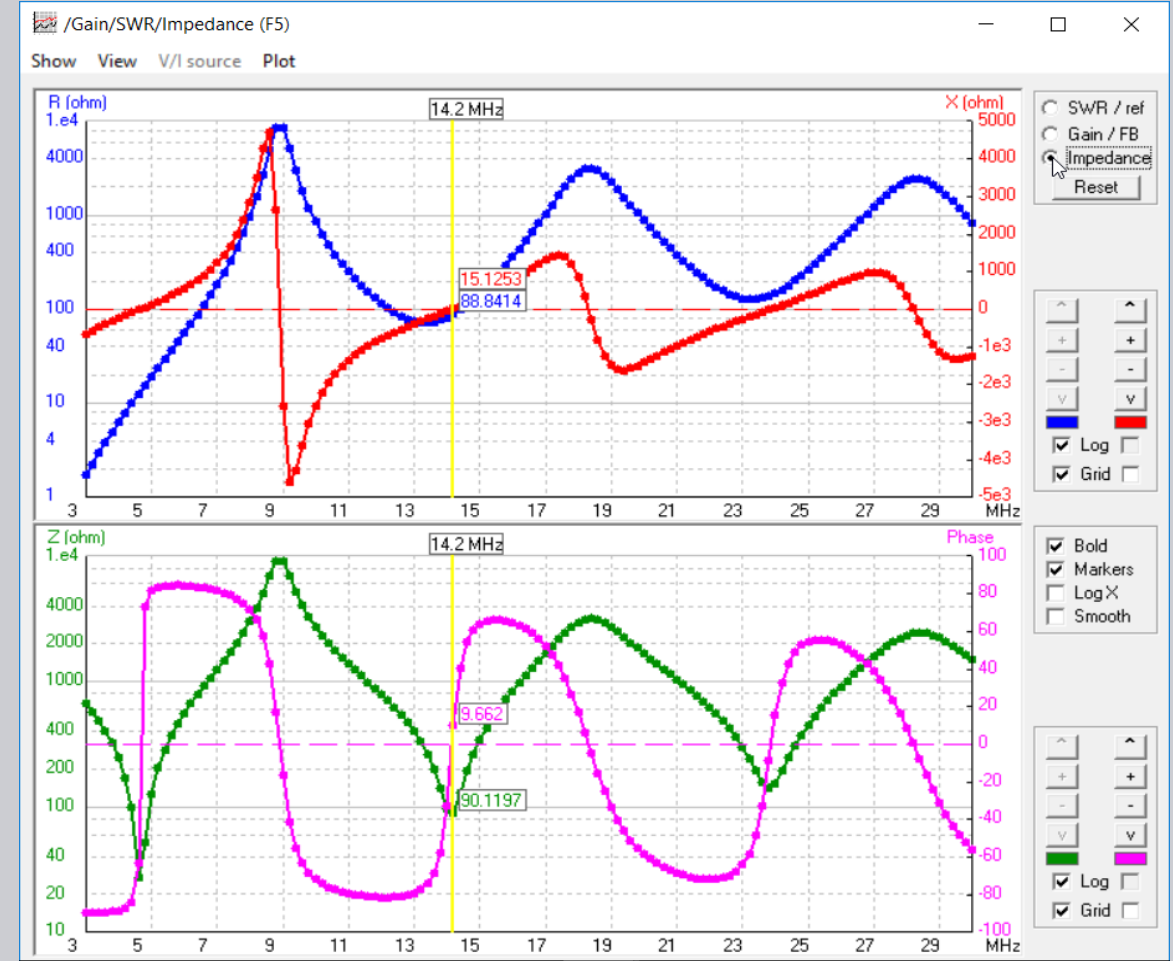 /Gain/SWR/Impedance (F5)
Show View V/I source Plot
R (ohm) 14.2 MHz X (ohm)
1.e4
4000
1000
400
100
40
10
4
1
5000
4000
3000
2000
1000
0
-1e3
-2e3
-3e3
-4e3
-5e3
15.1253
88.8414
3 5 7 9 11 13 15 17 19 21 23 25 27 29 MHz
SWR / ref
Gain / FB
Impedance
Reset
^ ^
+ +
- -
v v
Log
Grid
Z (ohm) 14.2 MHz Phase
1.e4
4000
2000
1000
400
200
100
40
20
10
100
80
60
40
20
0
-20
-40
-60
-80
-100
9.662
90.1197
3 5 7 9 11 13 15 17 19 21 23 25 27 29 MHz
Bold
Markers
Log X
Smooth
^ ^
+ +
- -
v v
Log
Grid